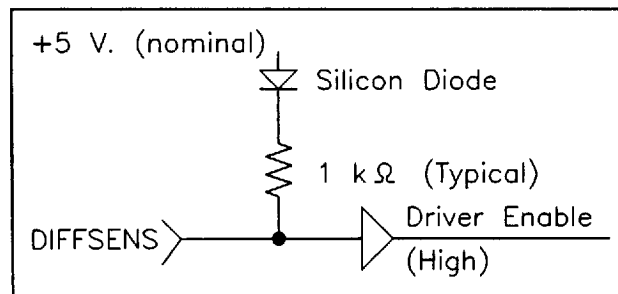 +5 V. (nominal)
Silicon Diode
1 kΩ (Typical)
DIFFSENS
Driver Enable
(High)